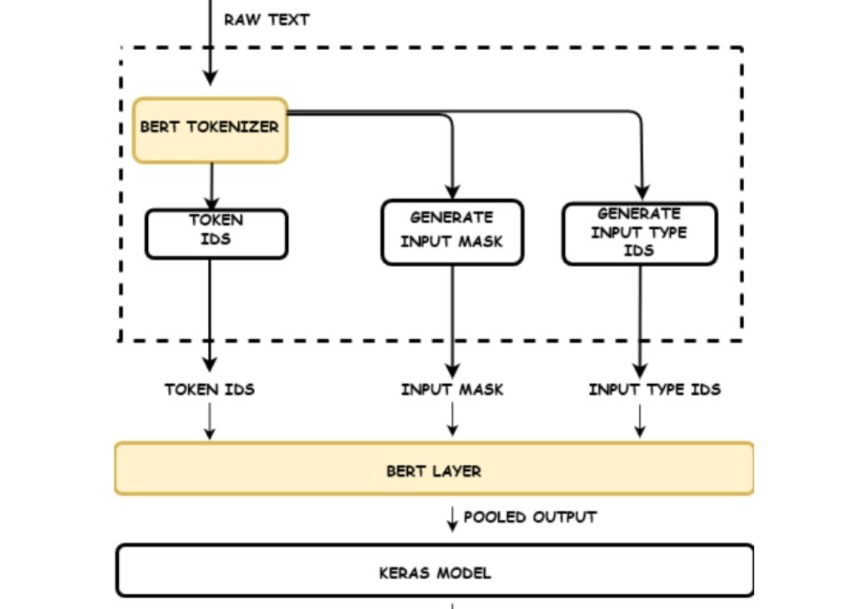 RAW TEXT
BERT TOKENIZER
TOKEN
IDS
GENERATE
INPUT MASK
GENERATE
INPUT TYPE
IDS
TOKEN IDS
INPUT MASK
INPUT TYPE IDS
BERT LAYER
POOLED OUTPUT
KERAS MODEL